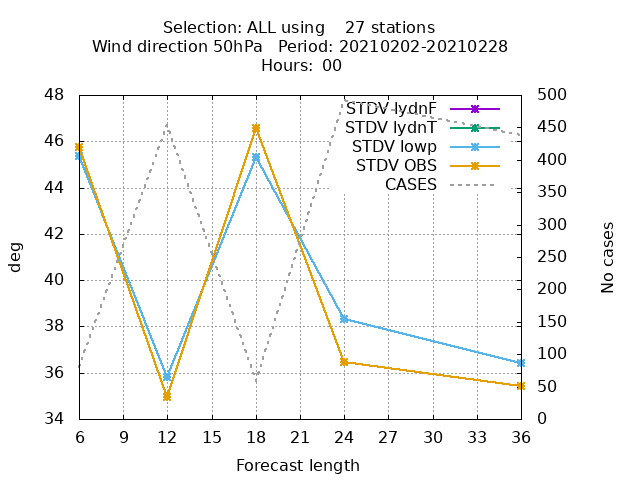 Selection: ALL using    27 stations
Wind direction 50hPa   Period: 20210202-20210228
Hours: 00
STDV lydnF
STDV lydnT
STDV lowp
STDV OBS
CASES
48
46
44
42
40
38
36
34
deg
500
450
400
350
300
250
200
150
100
50
0
No cases
6 9 12 15 18 21 24 27 30 33 36
Forecast length